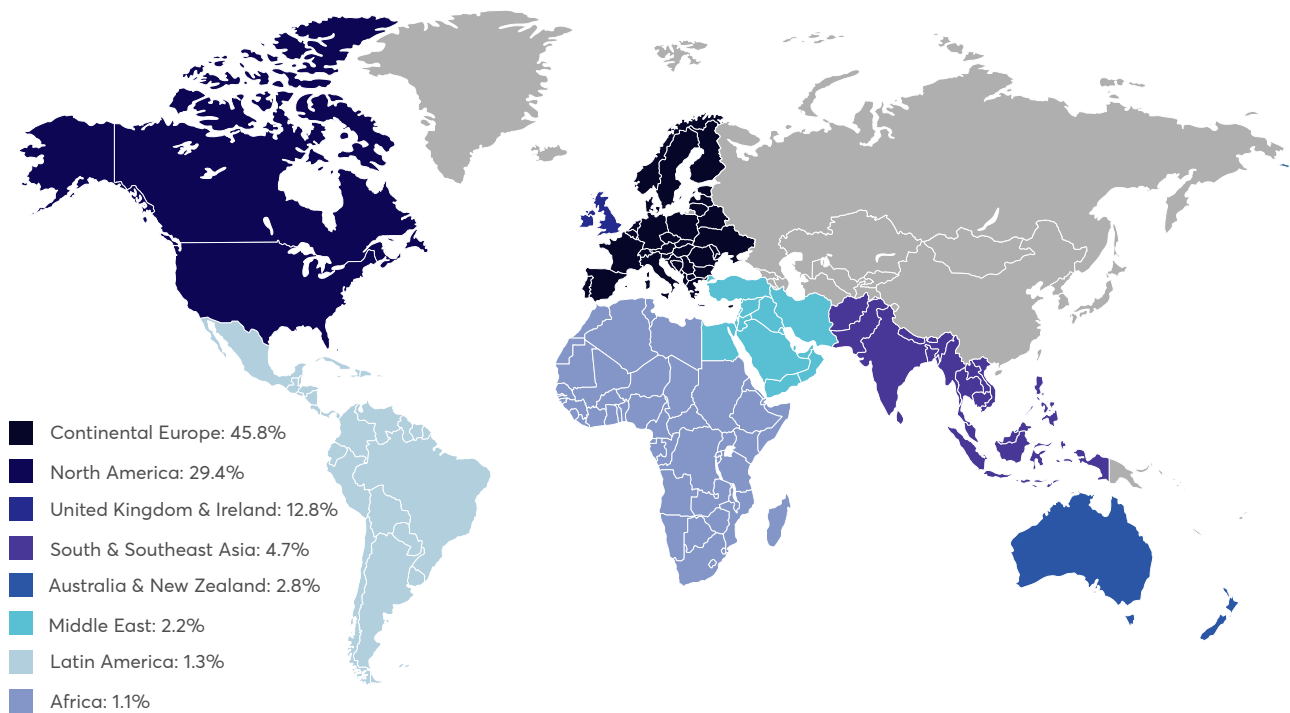 Continental Europe: 45.8%
North America: 29.4%
United Kingdom & Ireland: 12.8%
South & Southeast Asia: 4.7%
Australia & New Zealand: 2.8%
Middle East: 2.2%
Latin America: 1.3%
Africa: 1.1%